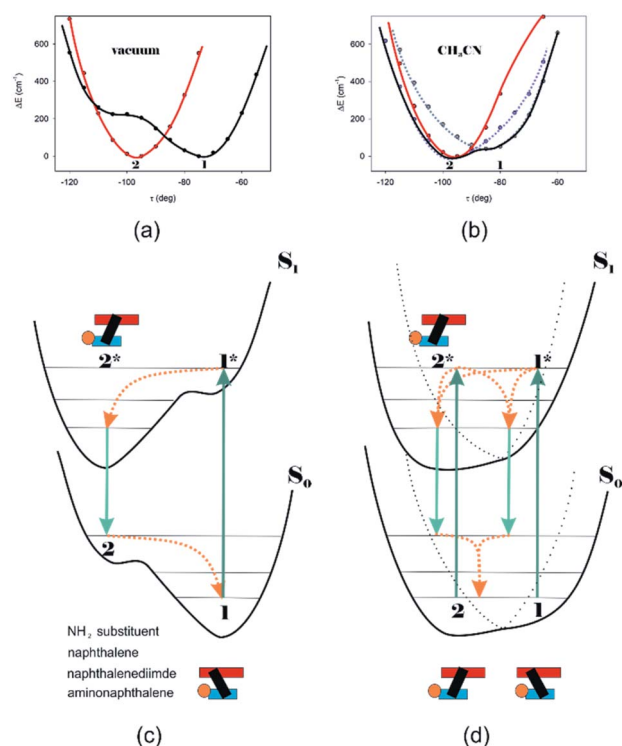 vacuum
ΔE (cm⁻¹)
600
400
200
0
-120
-100
-80
-60
2
1
τ (deg)
(a)
CH₃CN
ΔE (cm⁻¹)
600
400
200
0
-120
-100
-80
-60
2
1
τ (deg)
(b)
S₁
2*
1*
S₀
2
1
NH₂ substituent
naphthalene
naphthalenediimde
aminonaphthalene
(c)
S₁
2*
1*
S₀
2
1
(d)